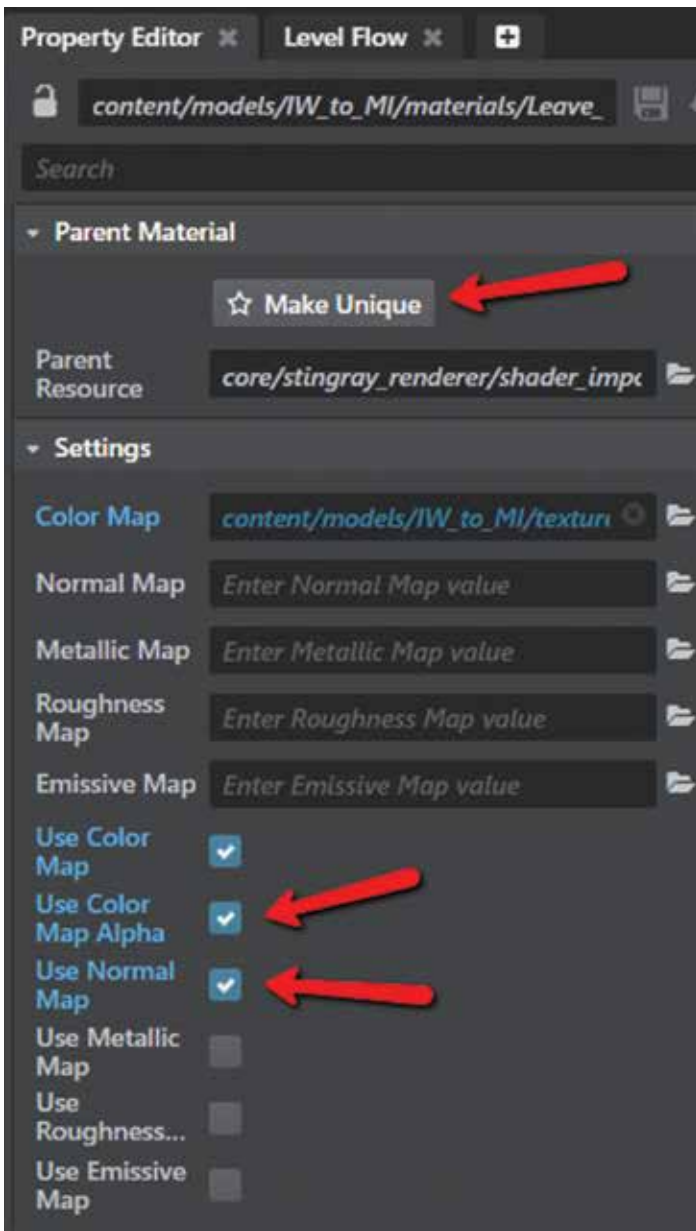 Property Editor
Level Flow
content/models/IW_to_MI/materials/Leave_
Search
Parent Material
Make Unique
Parent
Resource
core/stingray_renderer/shader_impo
Settings
Color Map
content/models/IW_to_MI/textur
Normal Map
Enter Normal Map value
Metallic Map
Enter Metallic Map value
Roughness
Map
Enter Roughness Map value
Emissive Map
Enter Emissive Map value
Use Color
Map
Use Color
Map Alpha
Use Normal
Map
Use Metallic
Map
Use
Roughness...
Use Emissive
Map